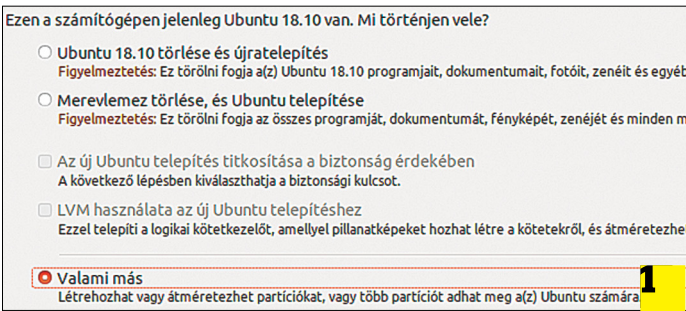 Ezen a számítógépen jelenleg Ubuntu 18.10 van. Mi történjen vele?
Ubuntu 18.10 törlése és újratelepítés
Figyelmeztetés: Ez törölni fogja a(z) Ubuntu 18.10 programjait, dokumentumait, fotóit, zenéit és egyéb
Merevlemez törlése, és Ubuntu telepítése
Figyelmeztetés: Ez törölni fogja az összes programját, dokumentumát, fényképét, zenéjét és minden m
Az új Ubuntu telepítés titkosítása a biztonság érdekében
A következő lépésben kiválaszthatja a biztonsági kulcsot.
LVM használata az új Ubuntu telepítéshez
Ezzel telepíti a logikai kötetkezelőt, amellyel pillanatképeket hozhat létre a kötetekről, és átméretezhe
Valami más
Létrehozhat vagy átméretezhet partíciókat, vagy több partíciót adhat meg a(z) Ubuntu számára.
1